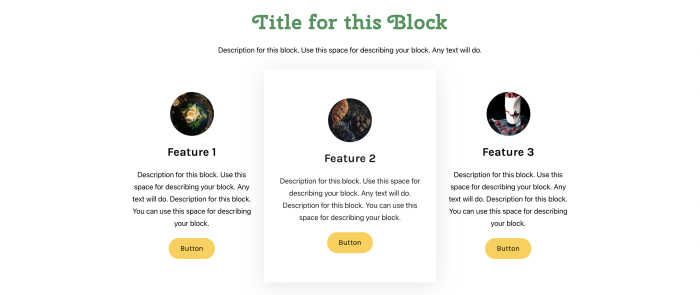 Title for this Block
Description for this block. Use this space for describing your block. Any text will do.
Feature 1
Description for this block. Use this
space for describing your block. Any
text will do. Description for this block.
You can use this space for describing
your block.
Button
Feature 2
Description for this block. Use this space for
describing your block. Any text will do.
Description for this block. You can use this
space for describing your block.
Button
Feature 3
Description for this block. Use this
space for describing your block. Any
text will do. Description for this block.
You can use this space for describing
your block.
Button